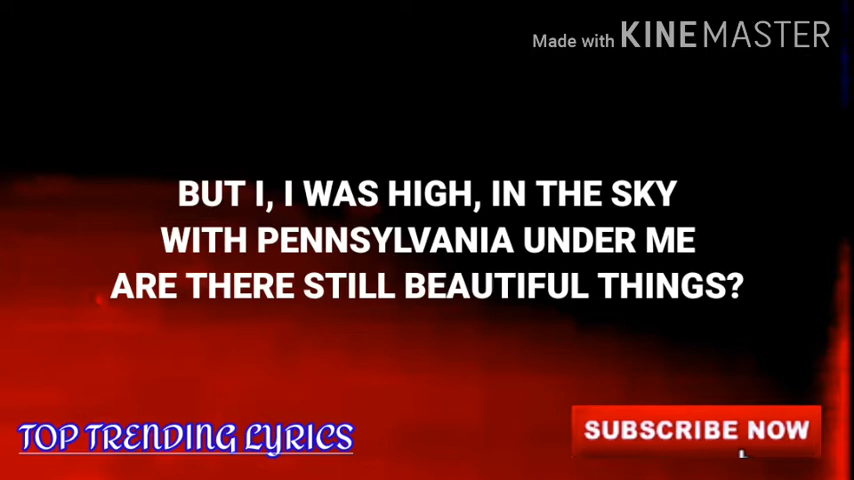 Made with KINEMASTER
BUT I, I WAS HIGH, IN THE SKY
WITH PENNSYLVANIA UNDER ME
ARE THERE STILL BEAUTIFUL THINGS?
TOP TRENDING LYRICS
SUBSCRIBE NOW